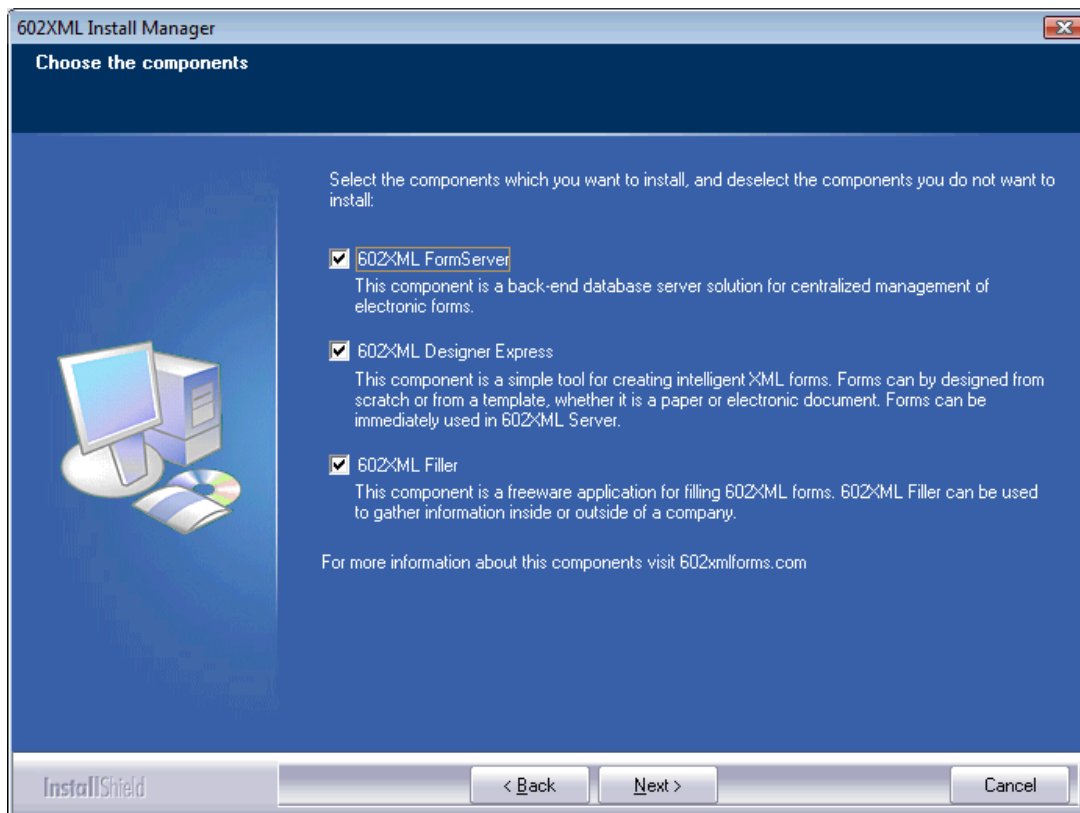 602XML Install Manager
Choose the components
Select the components which you want to install, and deselect the components you do not want to
install:
602XML FormServer
This component is a back-end database server solution for centralized management of
electronic forms.
602XML Designer Express
This component is a simple tool for creating intelligent XML forms. Forms can by designed from
scratch or from a template, whether it is a paper or electronic document. Forms can be
immediately used in 602XML Server.
602XML Filler
This component is a freeware application for filling 602XML forms. 602XML Filler can be used
to gather information inside or outside of a company.
For more information about this components visit 602xmlforms.com
InstallShield
< Back
Next >
Cancel